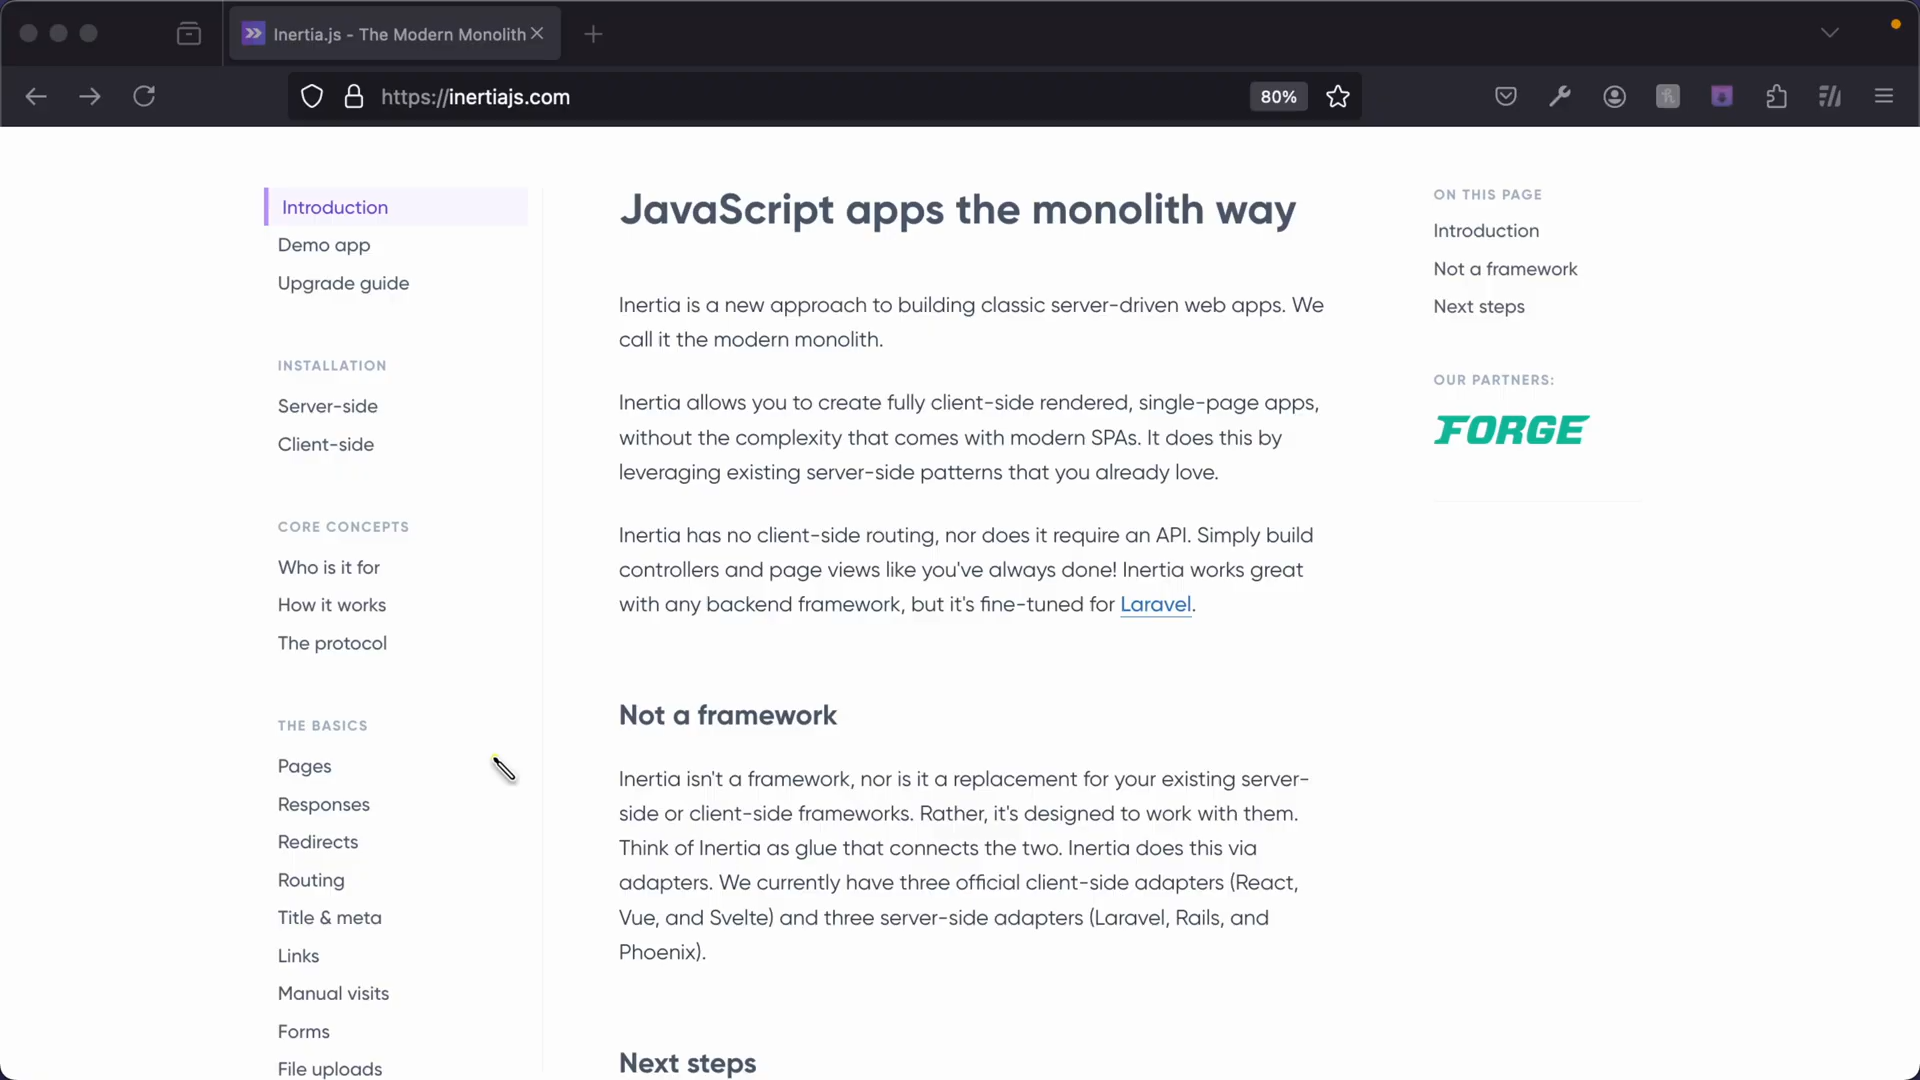 Inertia.js - The Modern Monolith
https://inertiajs.com
80%
Introduction
Demo app
Upgrade guide
INSTALLATION
Server-side
Client-side
CORE CONCEPTS
Who is it for
How it works
The protocol
THE BASICS
Pages
Responses
Redirects
Routing
Title & meta
Links
Manual visits
Forms
File uploads
JavaScript apps the monolith way
Inertia is a new approach to building classic server-driven web apps. We
call it the modern monolith.
Inertia allows you to create fully client-side rendered, single-page apps,
without the complexity that comes with modern SPAs. It does this by
leveraging existing server-side patterns that you already love.
Inertia has no client-side routing, nor does it require an API. Simply build
controllers and page views like you've always done! Inertia works great
with any backend framework, but it's fine-tuned for Laravel.
Not a framework
Inertia isn't a framework, nor is it a replacement for your existing server-
side or client-side frameworks. Rather, it's designed to work with them.
Think of Inertia as glue that connects the two. Inertia does this via
adapters. We currently have three official client-side adapters (React,
Vue, and Svelte) and three server-side adapters (Laravel, Rails, and
Phoenix).
Next steps
ON THIS PAGE
Introduction
Not a framework
Next steps
OUR PARTNERS:
FORGE